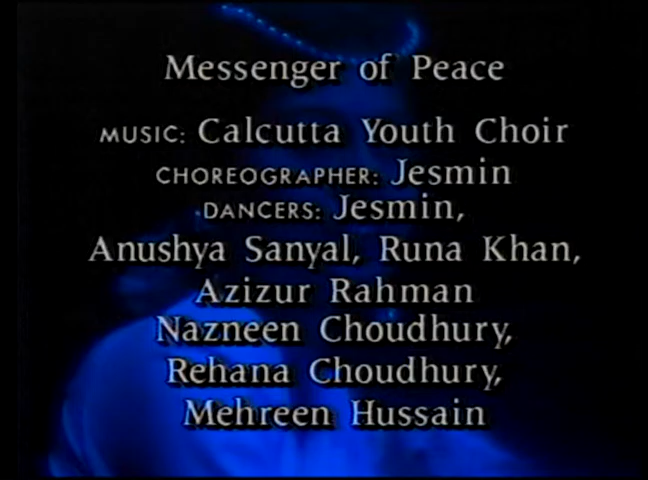 Messenger of Peace
MUSIC: Calcutta Youth Choir
CHOREOGRAPHER: Jesmin
DANCERS: Jesmin,
Anushya Sanyal, Runa Khan,
Azizur Rahman
Nazneen Choudhury,
Rehana Choudhury,
Mehreen Hussain